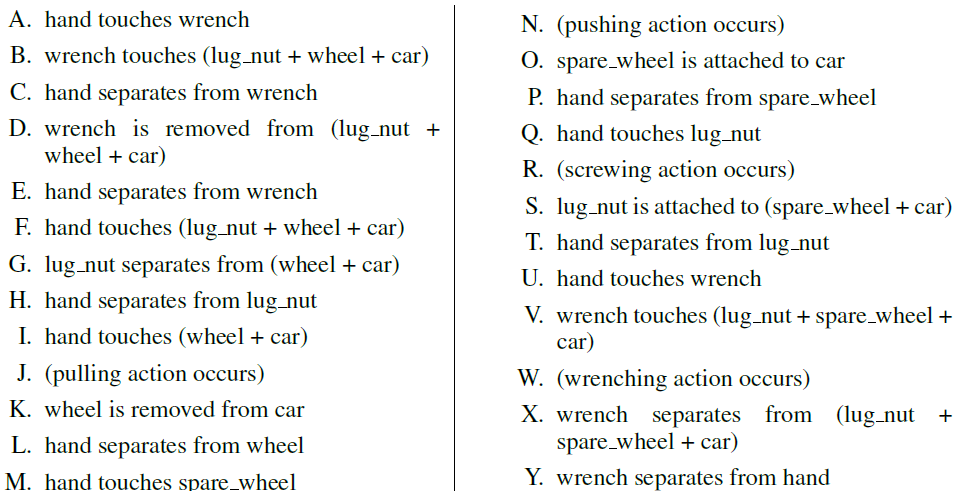 A. hand touches wrench
B. wrench touches (lug_nut + wheel + car)
C. hand separates from wrench
D. wrench is removed from (lug_nut +
wheel + car)
E. hand separates from wrench
F. hand touches (lug_nut + wheel + car)
G. lug_nut separates from (wheel + car)
H. hand separates from lug_nut
I. hand touches (wheel + car)
J. (pulling action occurs)
K. wheel is removed from car
L. hand separates from wheel
M. hand touches spare_wheel
N. (pushing action occurs)
O. spare_wheel is attached to car
P. hand separates from spare_wheel
Q. hand touches lug_nut
R. (screwing action occurs)
S. lug_nut is attached to (spare_wheel + car)
T. hand separates from lug_nut
U. hand touches wrench
V. wrench touches (lug_nut + spare_wheel +
car)
W. (wrenching action occurs)
X. wrench separates from (lug_nut +
spare_wheel + car)
Y. wrench separates from hand